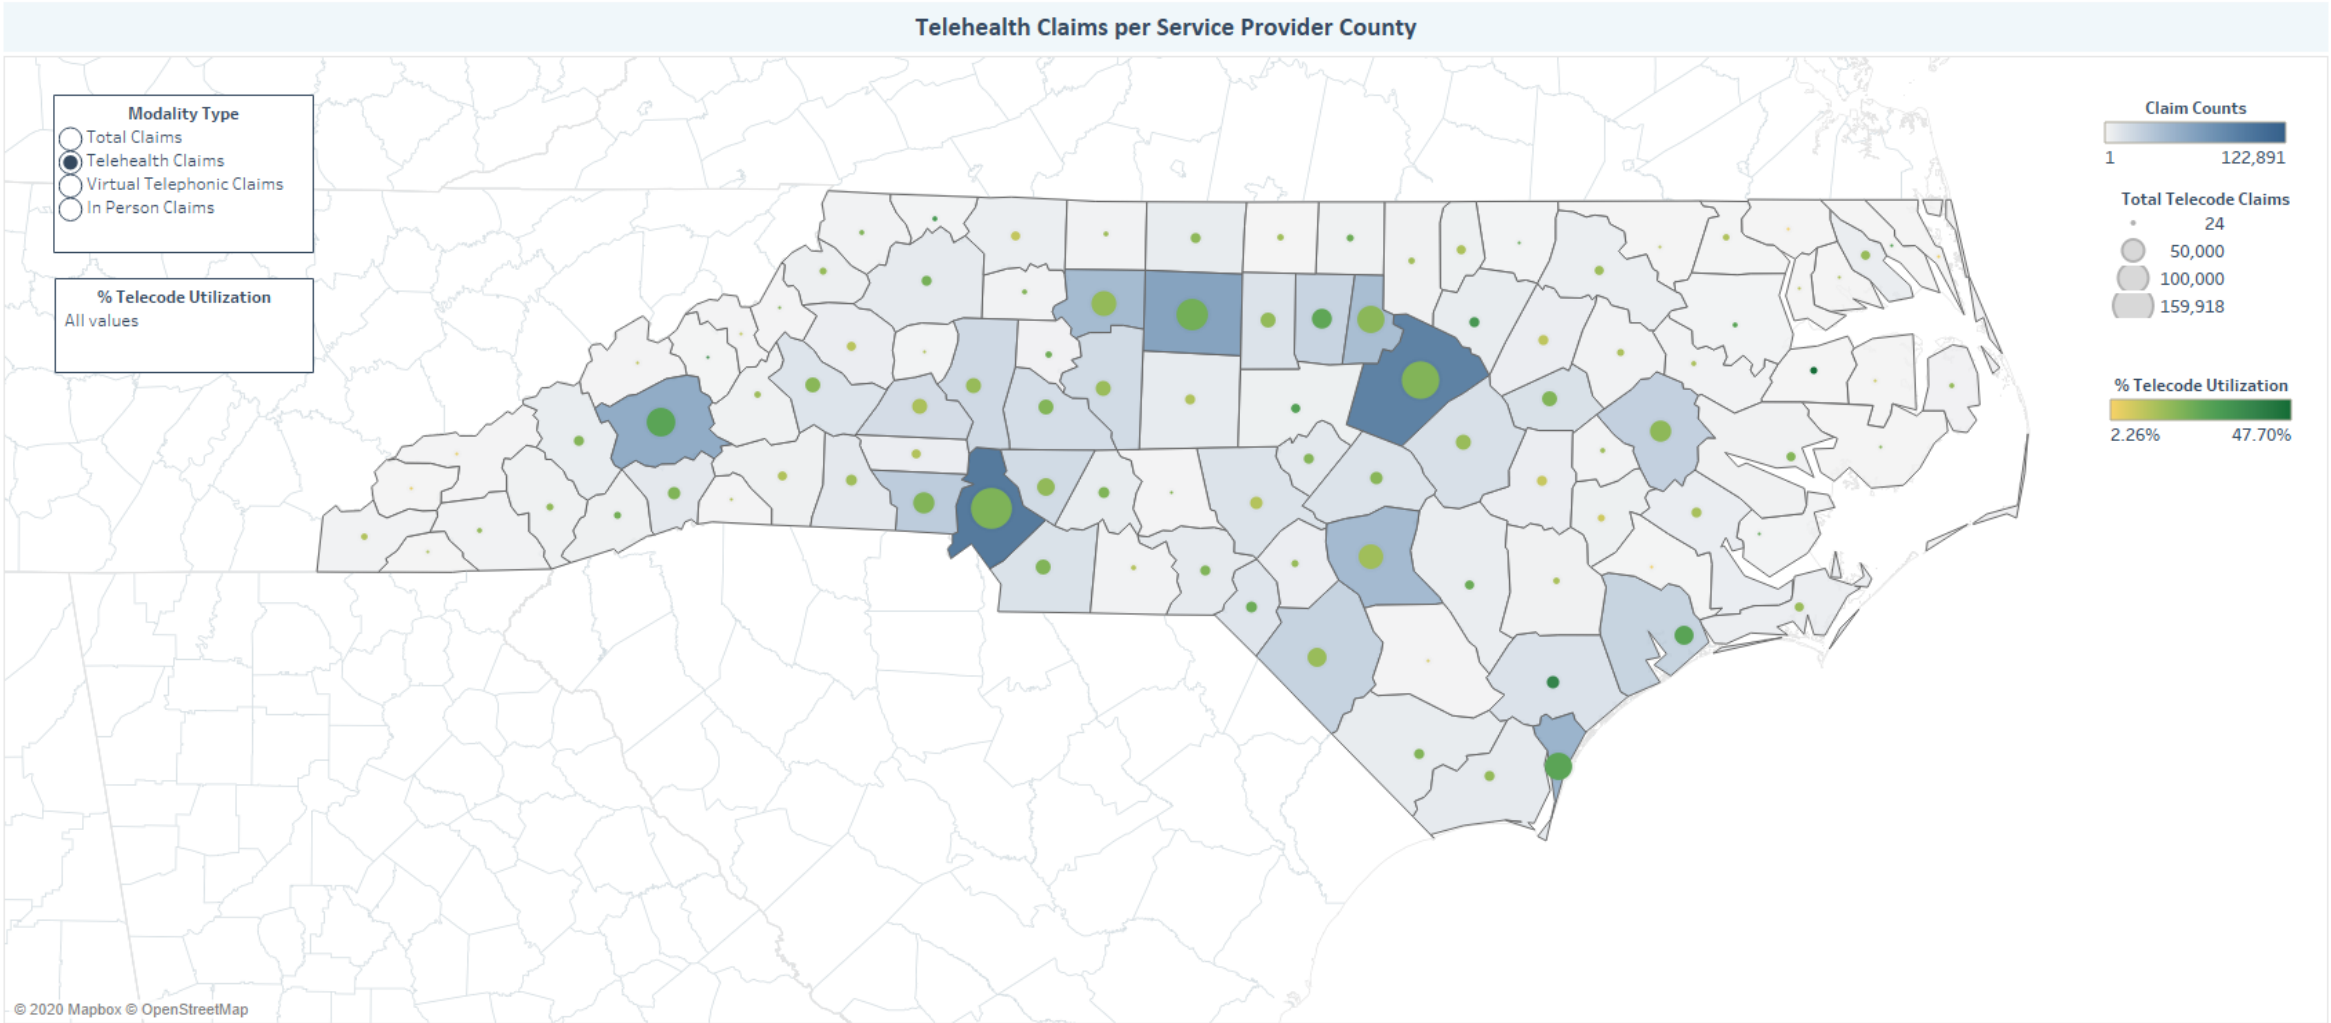 Telehealth Claims per Service Provider County
Modality Type
Total Claims
Telehealth Claims
Virtual Telephonic Claims
In Person Claims
% Telecode Utilization
All values
Claim Counts
1 122,891
Total Telecode Claims
24
50,000
100,000
159,918
% Telecode Utilization
2.26% 47.70%
© 2020 Mapbox © OpenStreetMap